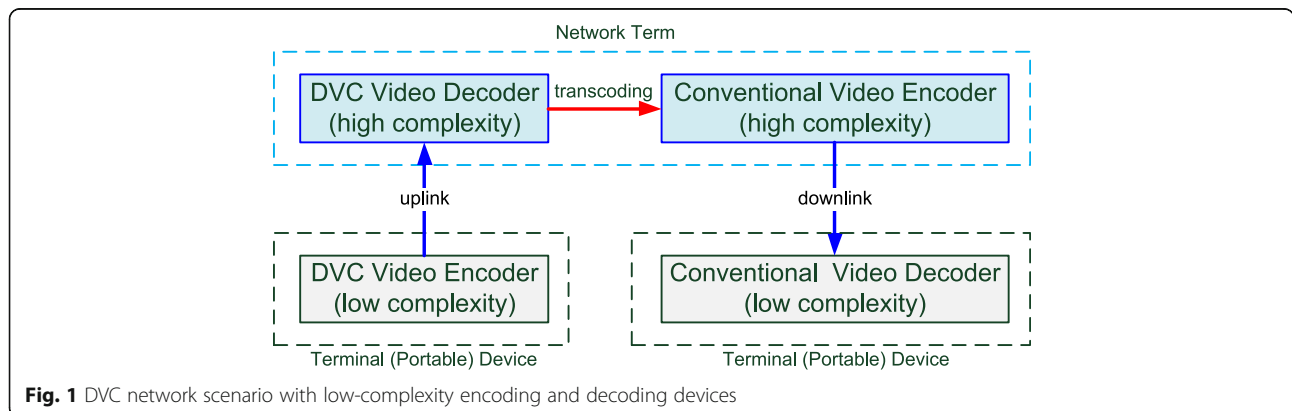 Network Term
DVC Video Decoder
(high complexity)
transcoding
Conventional Video Encoder
(high complexity)
uplink
downlink
DVC Video Encoder
(low complexity)
Conventional Video Decoder
(low complexity)
Terminal (Portable) Device
Terminal (Portable) Device
Fig. 1 DVC network scenario with low-complexity encoding and decoding devices